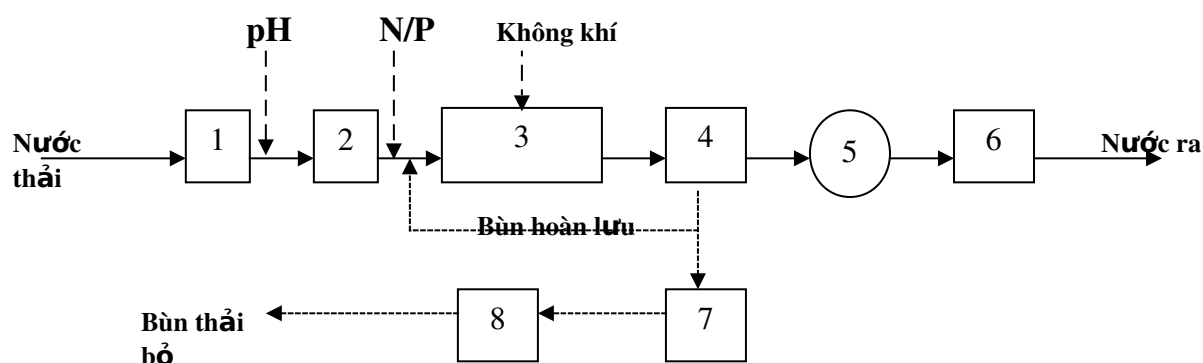 pH
N/P
Không khí
Nước
thải
1
2
3
4
5
6
Nước ra
Bùn hoàn lưu
Bùn thải
bỏ
8
7